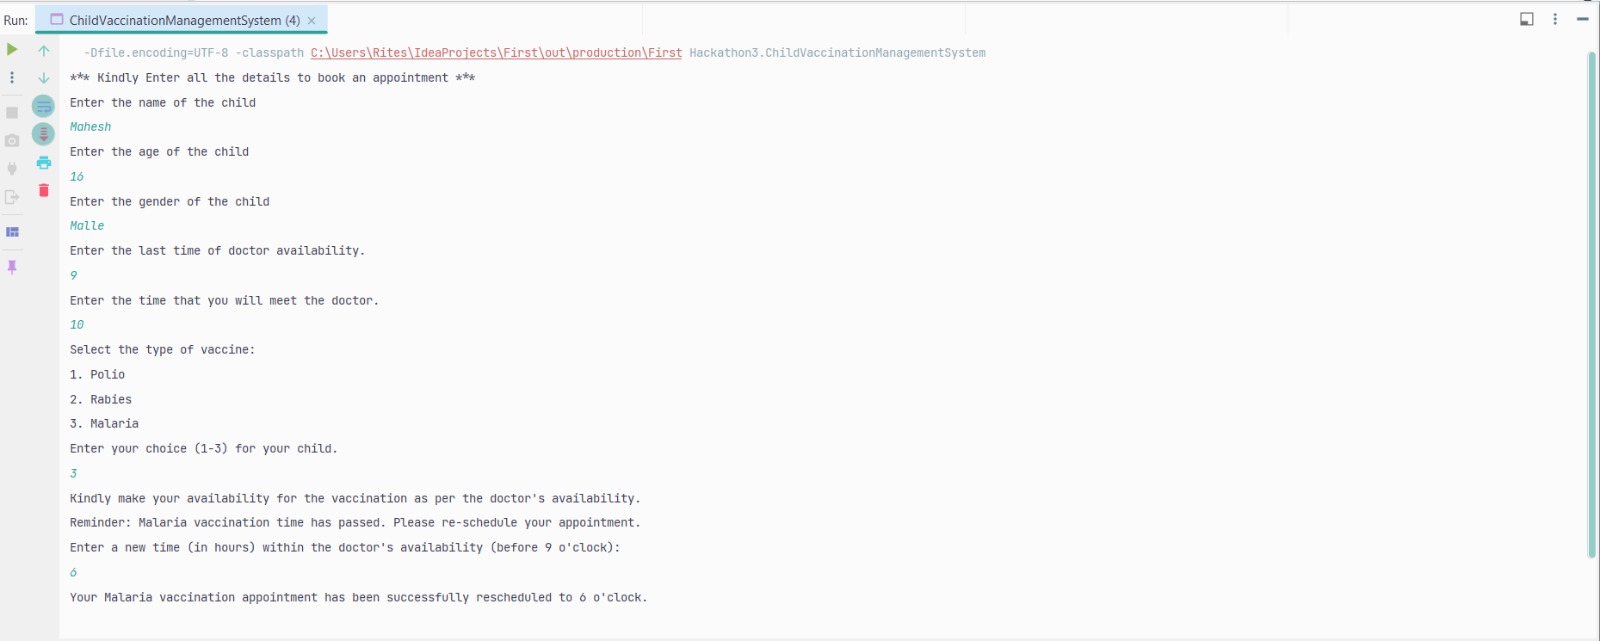 Run: ChildVaccinationManagementSystem (4) ×
-Dfile.encoding=UTF-8 -classpath C:\Users\Rites\IdeaProjects\First\out\production\First Hackathon3.ChildVaccinationManagementSystem
*** Kindly Enter all the details to book an appointment ***
Enter the name of the child
Mahesh
Enter the age of the child
16
Enter the gender of the child
Malle
Enter the last time of doctor availability.
9
Enter the time that you will meet the doctor.
10
Select the type of vaccine:
1. Polio
2. Rabies
3. Malaria
Enter your choice (1-3) for your child.
3
Kindly make your availability for the vaccination as per the doctor's availability.
Reminder: Malaria vaccination time has passed. Please re-schedule your appointment.
Enter a new time (in hours) within the doctor's availability (before 9 o'clock):
6
Your Malaria vaccination appointment has been successfully rescheduled to 6 o'clock.